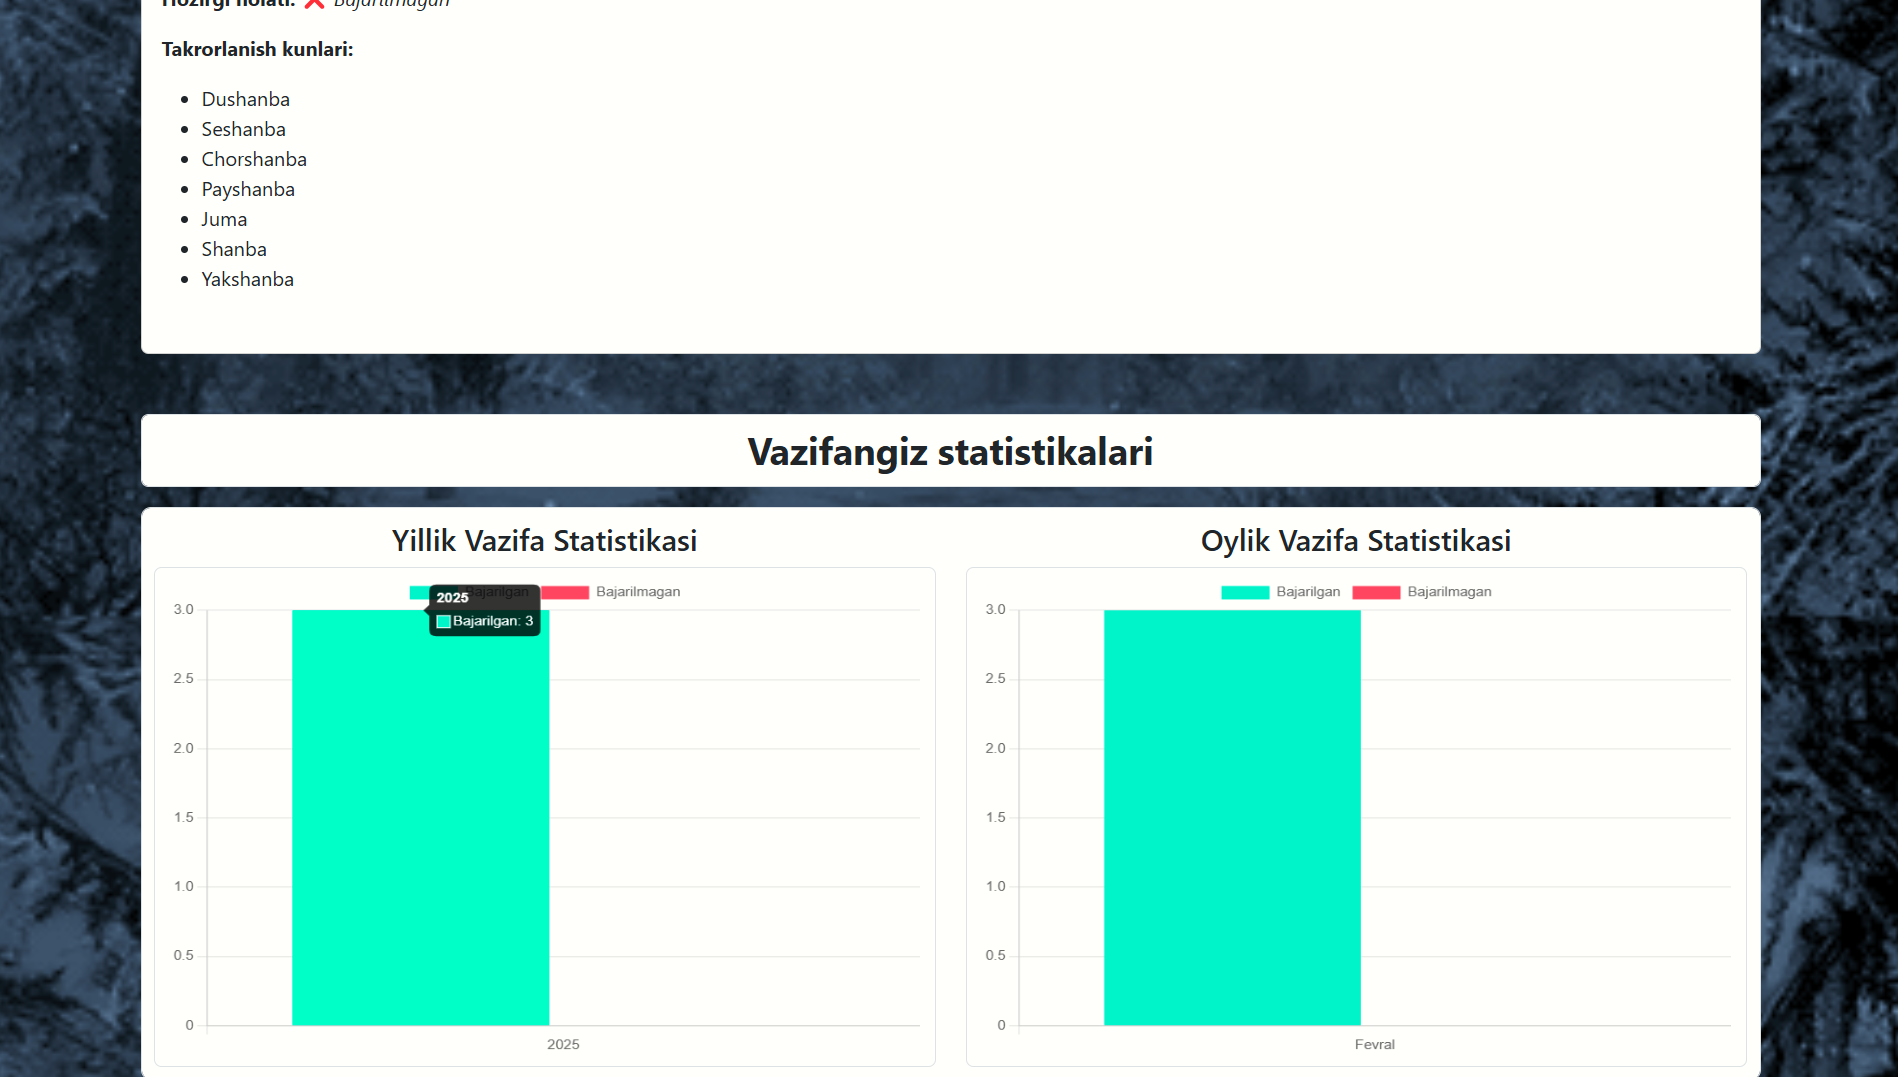 Hozirgi holati: ❌ Bajarilmagan
Takrorlanish kunlari:
Dushanba
Seshanba
Chorshanba
Payshanba
Juma
Shanba
Yakshanba
Vazifangiz statistikalari
Yillik Vazifa Statistikasi
Bajarilgan Bajarilmagan
2025
Bajarilgan: 3
3.0
2.5
2.0
1.5
1.0
0.5
0
2025
Oylik Vazifa Statistikasi
Bajarilgan Bajarilmagan
3.0
2.5
2.0
1.5
1.0
0.5
0
Fevral